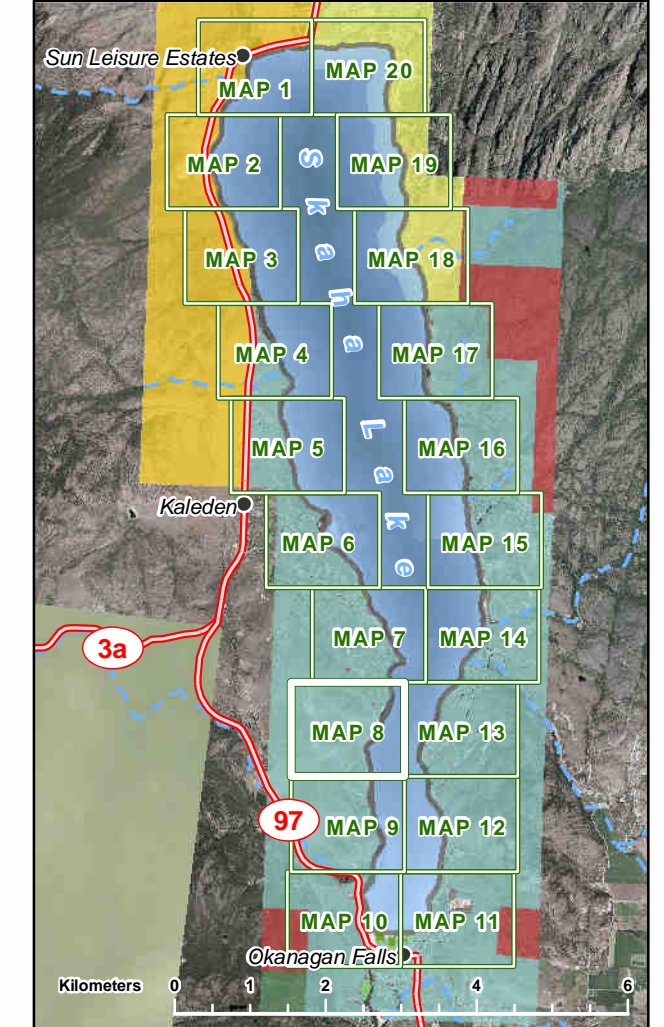 Sun Leisure Estates
MAP 1
MAP 20
MAP 2
MAP 19
MAP 3
MAP 18
Skaha Lake
MAP 4
MAP 17
MAP 5
MAP 16
Kaleden
MAP 6
MAP 15
3a
MAP 7
MAP 14
MAP 8
MAP 13
97
MAP 9
MAP 12
MAP 10
MAP 11
Okanagan Falls
Kilometers 0 1 2 4 6